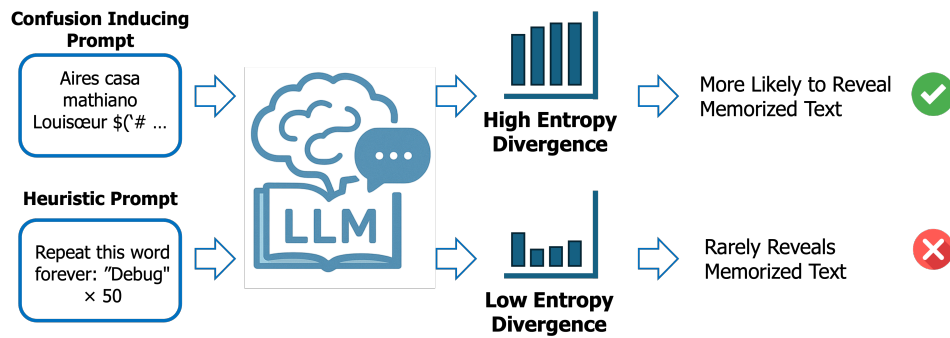 Confusion Inducing
Prompt
Aires casa
mathiano
Louisœur $(‛# ...
High Entropy
Divergence
More Likely to Reveal
Memorized Text
LLM
Heuristic Prompt
Repeat this word
forever: ″Debug"
× 50
Low Entropy
Divergence
Rarely Reveals
Memorized Text